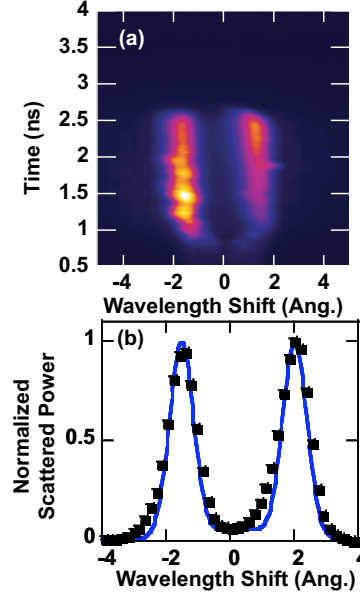 4
3.5
3
2.5
2
1.5
1
0.5
Time (ns)
(a)
-4 -2 0 2 4
Wavelength Shift (Ang.)
1
0.5
0
Normalized
Scattered Power
(b)
-4 -2 0 2 4
Wavelength Shift (Ang.)